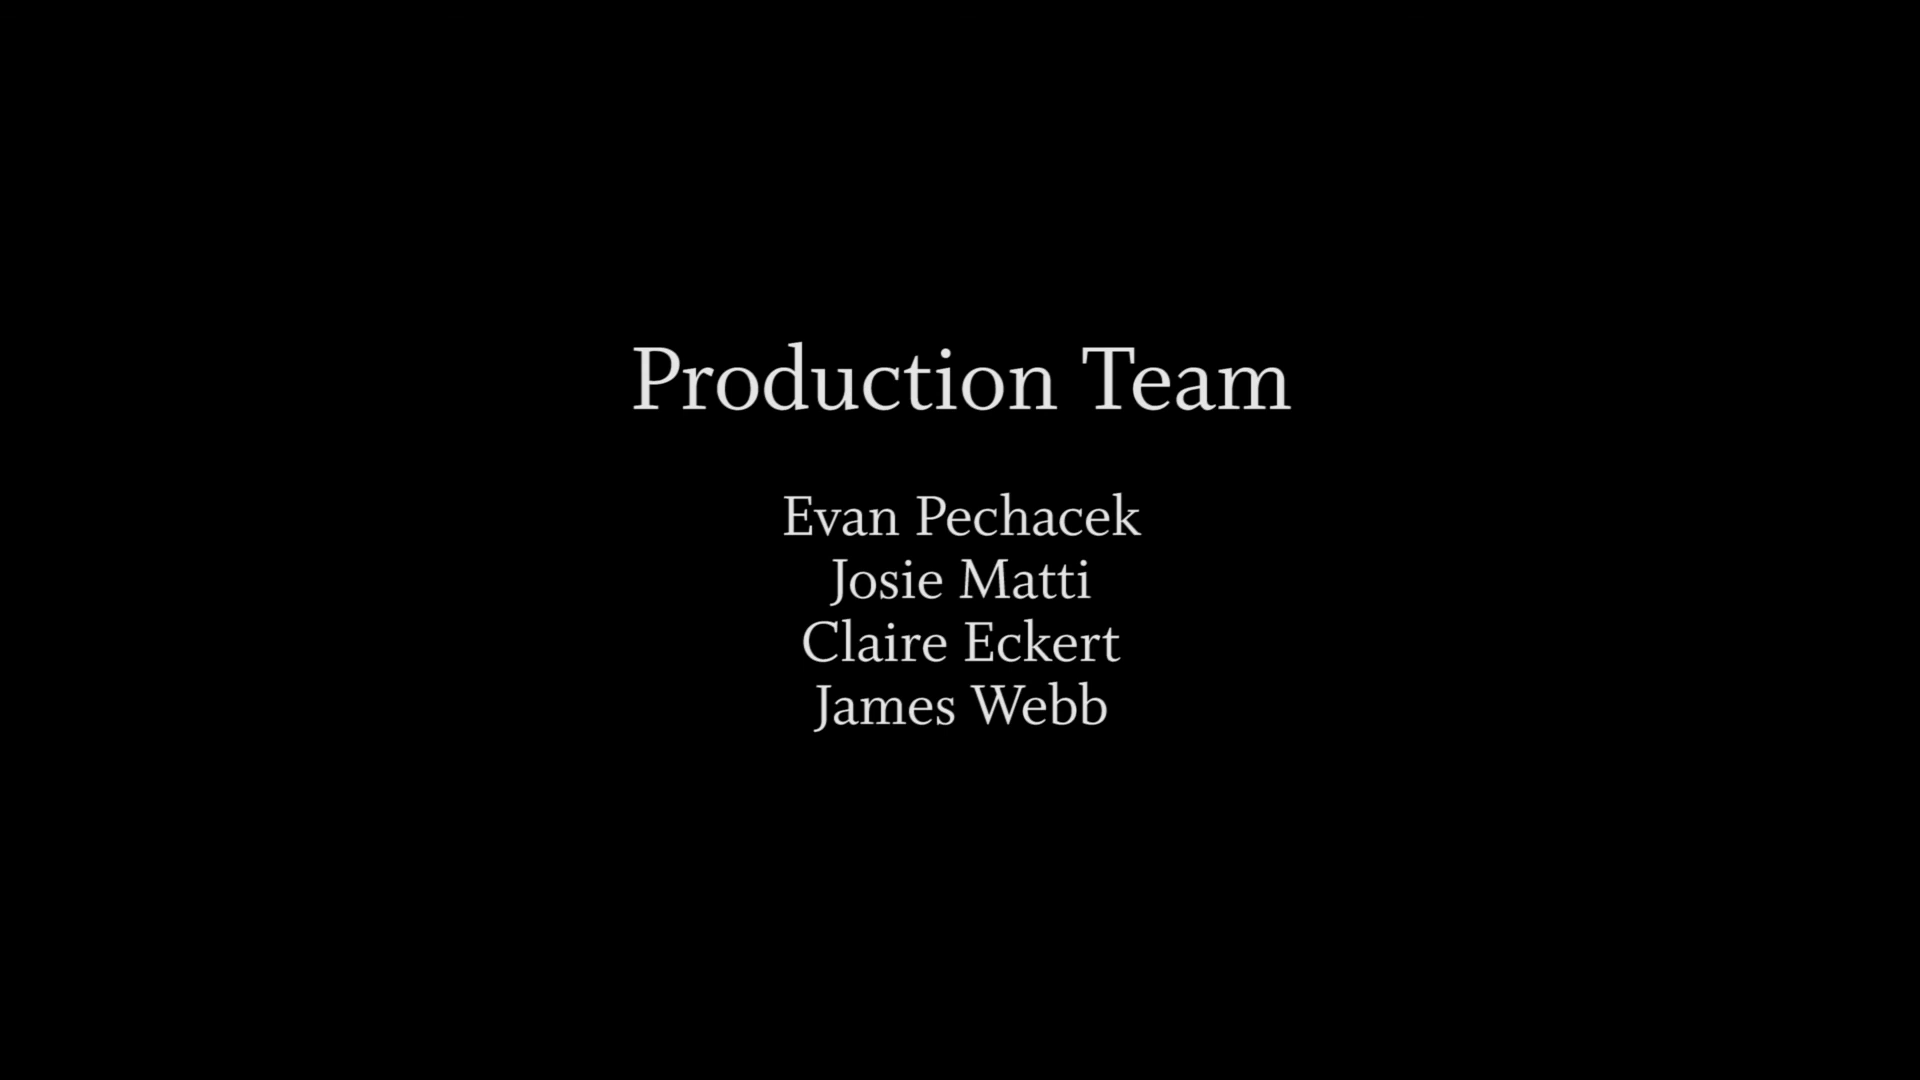 Production Team
Evan Pechacek
Josie Matti
Claire Eckert
James Webb